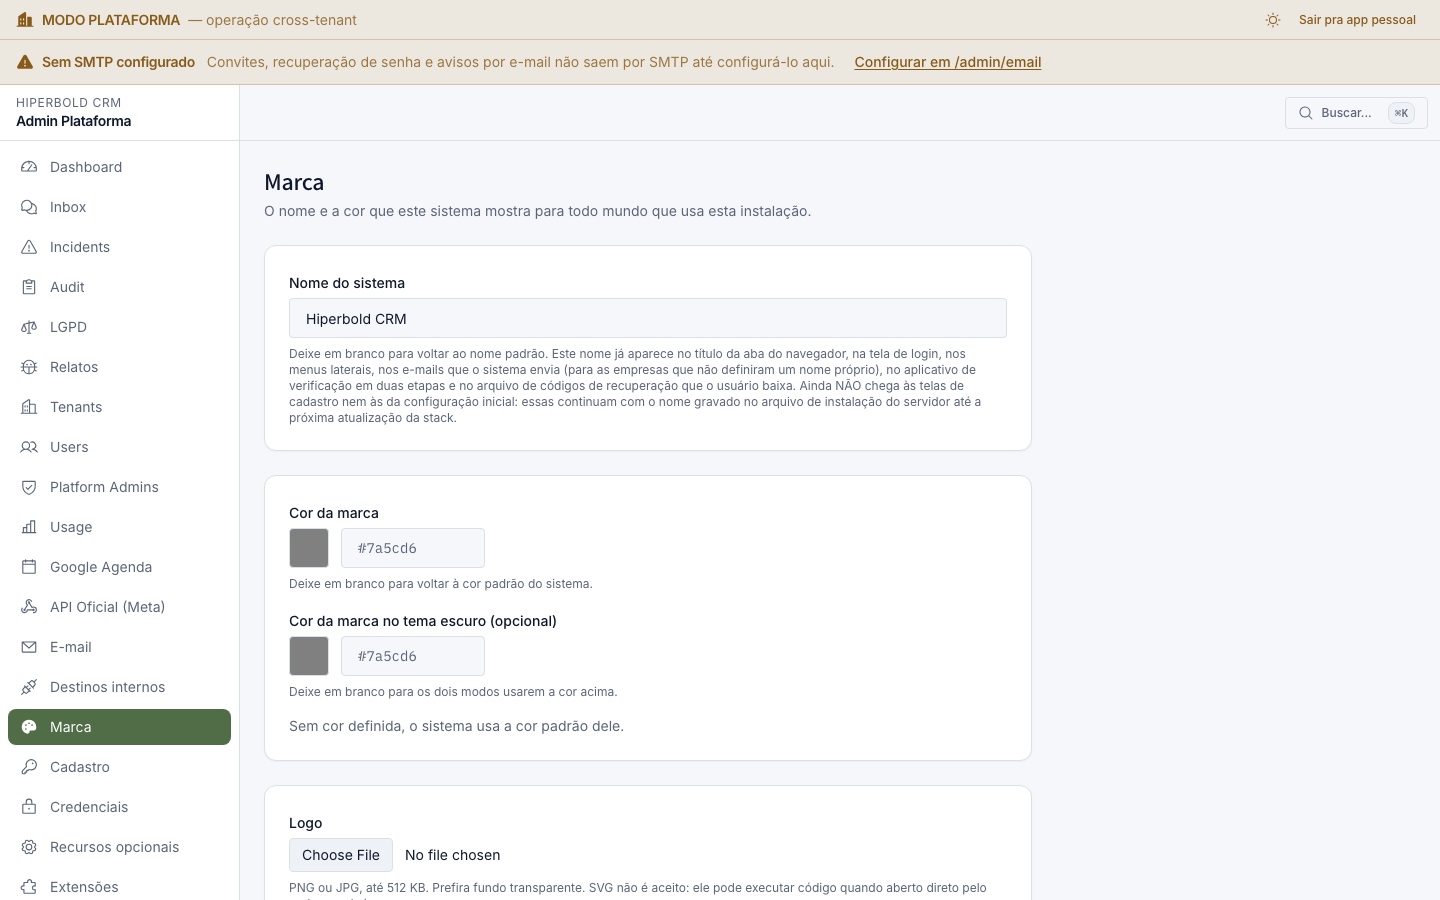 MODO PLATAFORMA — operação cross-tenant
Sair pra app pessoal
Sem SMTP configurado Convites, recuperação de senha e avisos por e-mail não saem por SMTP até configurá-lo aqui. Configurar em /admin/email
HIPERBOLD CRM
Admin Plataforma
Buscar... ⌘K
Dashboard
Inbox
Incidents
Audit
LGPD
Relatos
Tenants
Users
Platform Admins
Usage
Google Agenda
API Oficial (Meta)
E-mail
Destinos internos
Marca
Cadastro
Credenciais
Recursos opcionais
Extensões
Marca
O nome e a cor que este sistema mostra para todo mundo que usa esta instalação.
Nome do sistema
Hiperbold CRM
Deixe em branco para voltar ao nome padrão. Este nome já aparece no título da aba do navegador, na tela de login, nos
menus laterais, nos e-mails que o sistema envia (para as empresas que não definiram um nome próprio), no aplicativo de
verificação em duas etapas e no arquivo de códigos de recuperação que o usuário baixa. Ainda NÃO chega às telas de
cadastro nem às da configuração inicial: essas continuam com o nome gravado no arquivo de instalação do servidor até a
próxima atualização da stack.
Cor da marca
#7a5cd6
Deixe em branco para voltar à cor padrão do sistema.
Cor da marca no tema escuro (opcional)
#7a5cd6
Deixe em branco para os dois modos usarem a cor acima.
Sem cor definida, o sistema usa a cor padrão dele.
Logo
Choose File No file chosen
PNG ou JPG, até 512 KB. Prefira fundo transparente. SVG não é aceito: ele pode executar código quando aberto direto pelo